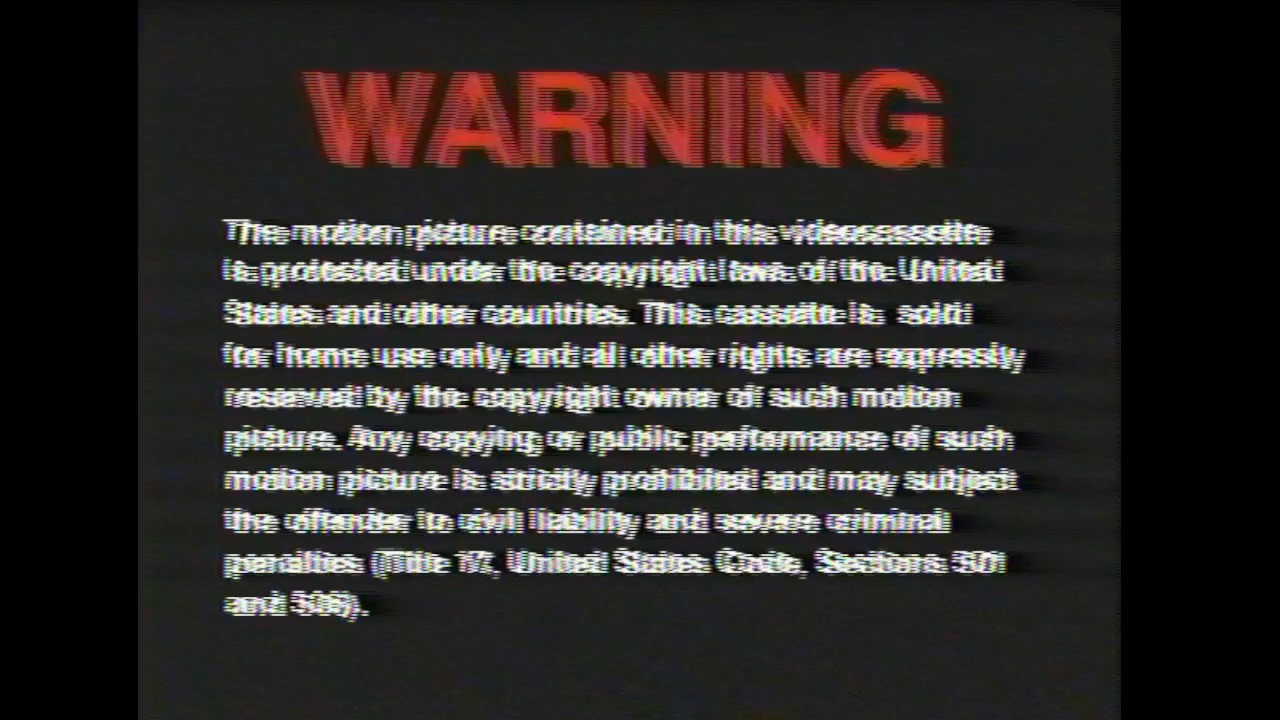 WARNING
The motion picture contained in this videocassette
is protected under the copyright laws of the United
States and other countries. This cassette is sold
for home use only and all other rights are expressly
reserved by the copyright owner of such motion
picture. Any copying or public performance of such
motion picture is strictly prohibited and may subject
the offender to civil liability and severe criminal
penalties (Title 17, United States Code, Sections 501
and 506).